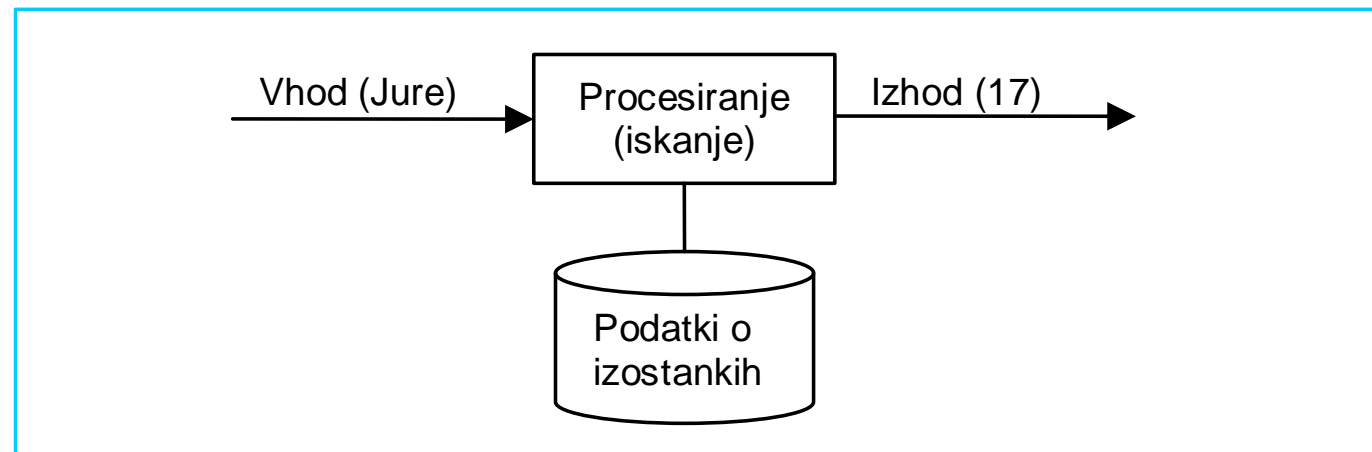 Vhod (Jure)
Procesiranje
(iskanje)
Izhod (17)
Podatki o
izostankih